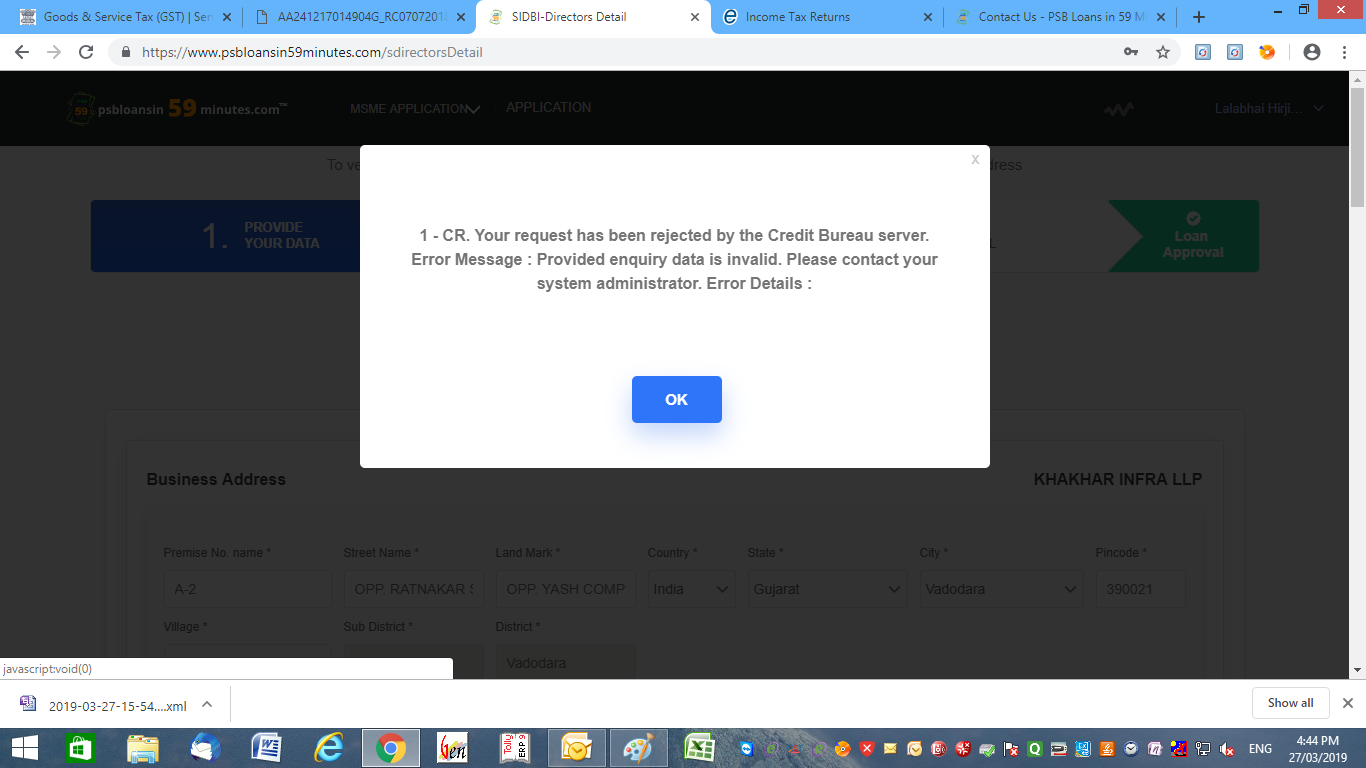 Goods & Service Tax (GST) | Ser
AA241217014904G_RC0707201
SIDBI-Directors Detail
Income Tax Returns
Contact Us - PSB Loans in 59 M
https://www.psbloansin59minutes.com/sdirectorsDetail
psbloansin 59 minutes.com™
MSME APPLICATION
APPLICATION
Lalabhai Hirji...
To ve
dress
x
1. PROVIDE
YOUR DATA
Loan
Approval
1 - CR. Your request has been rejected by the Credit Bureau server.
Error Message : Provided enquiry data is invalid. Please contact your
system administrator. Error Details :
OK
Business Address
KHAKHAR INFRA LLP
Premise No. name *
Street Name *
Land Mark *
Country *
State *
City *
Pincode *
A-2
OPP. RATNAKAR S
OPP. YASH COMP
India
Gujarat
Vadodara
390021
Village *
Sub District *
District *
Vadodara
javascript:void(0)
2019-03-27-15-54....xml
Show all
ENG
4:44 PM
27/03/2019